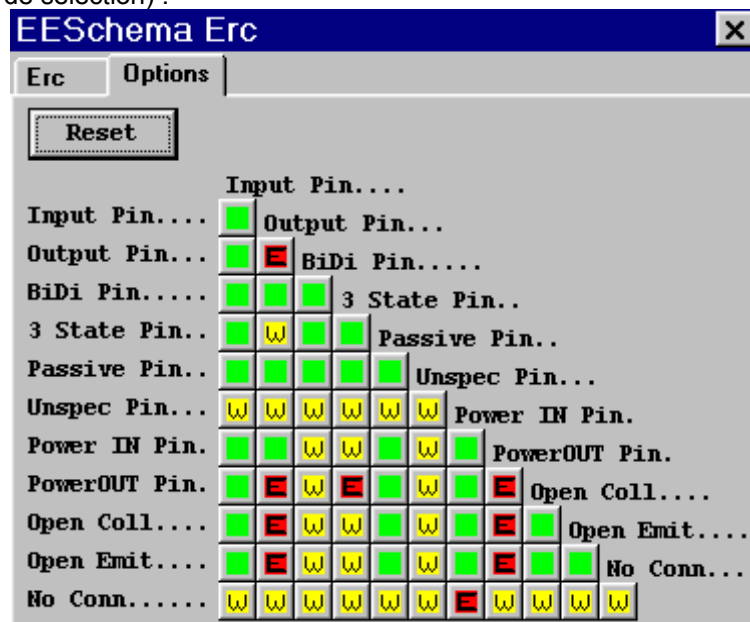 de sélection) :
EESchema Erc
Erc Options
Reset
Input Pin....
Input Pin.... Output Pin...
Output Pin... E BiDi Pin.....
BiDi Pin..... 3 State Pin..
3 State Pin.. W Passive Pin..
Passive Pin.. Unspec Pin...
Unspec Pin... W W W W W W Power IN Pin.
Power IN Pin. W W W PowerOUT Pin.
PowerOUT Pin. E W E W E Open Coll....
Open Coll.... E W W W E Open Emit....
Open Emit.... E W W W E No Conn...
No Conn...... W W W W W W E W W W W